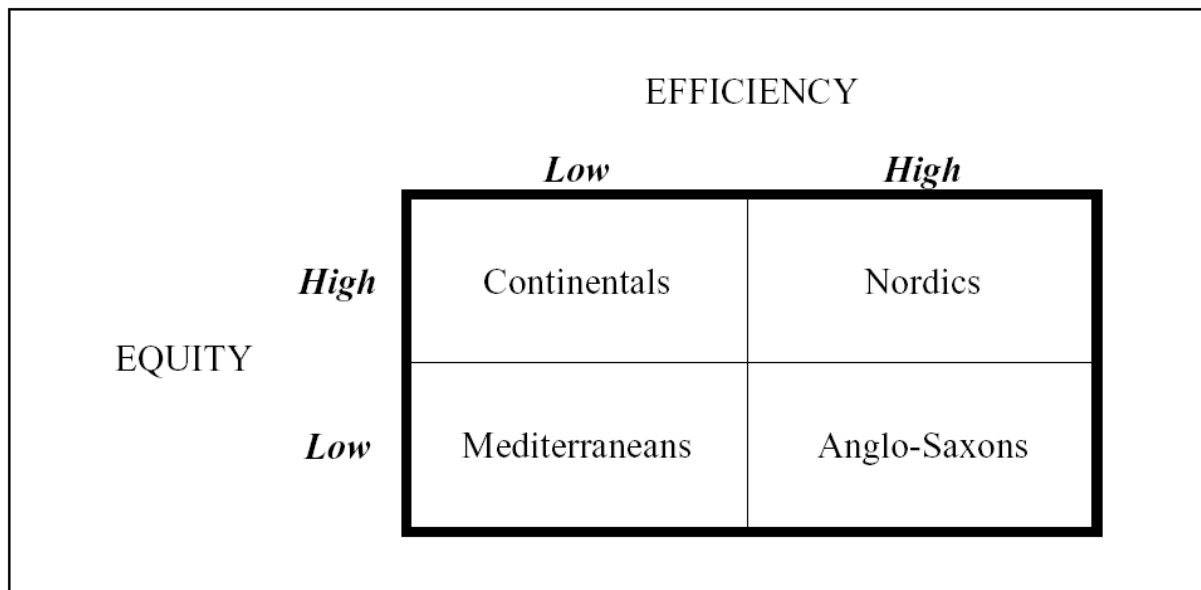 EFFICIENCY
Low High
High Continentals Nordics
EQUITY
Low Mediterraneans Anglo-Saxons